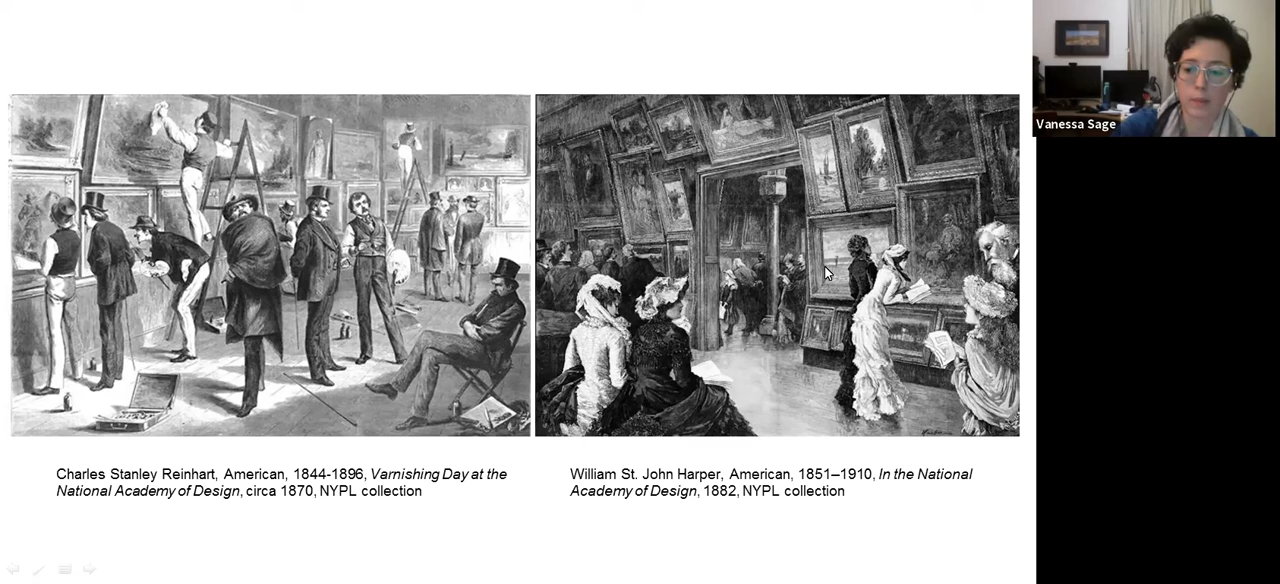 Vanessa Sage
Charles Stanley Reinhart, American, 1844-1896, Varnishing Day at the
National Academy of Design, circa 1870, NYPL collection
William St. John Harper, American, 1851–1910, In the National
Academy of Design, 1882, NYPL collection